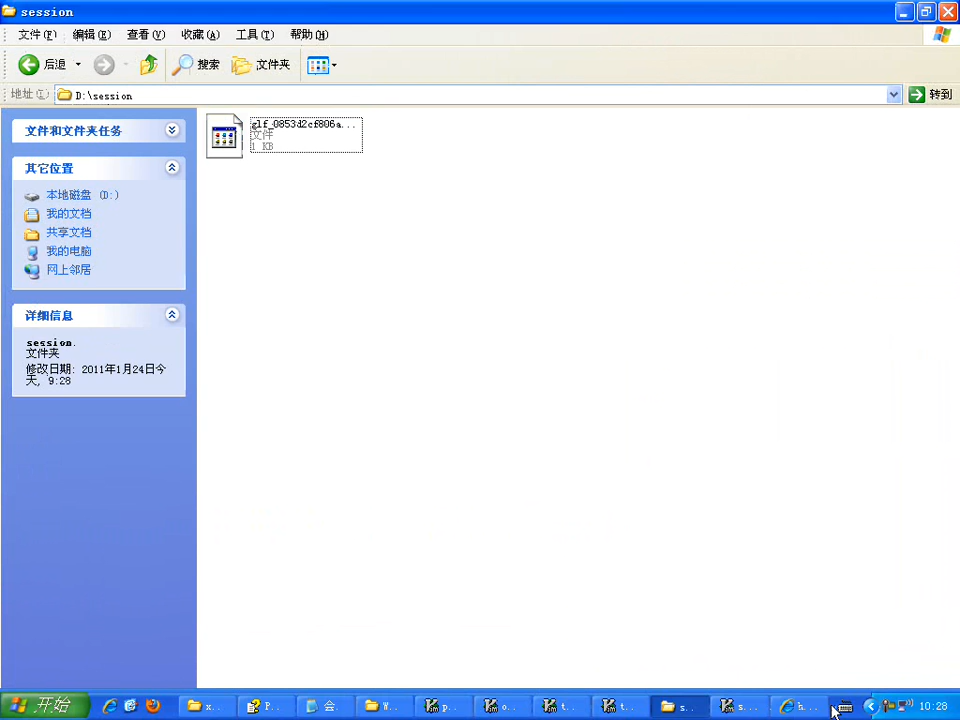 session
文件(F) 编辑(E) 查看(V) 收藏(A) 工具(T) 帮助(H)
后退 搜索 文件夹
地址(D) D:\session 转到
文件和文件夹任务
其它位置
本地磁盘 (D:)
我的文档
共享文档
我的电脑
网上邻居
详细信息
session
文件夹
修改日期: 2011年1月24日今
天, 9:28
glf_0853d2cf806a...
文件
1 KB
开始 x... P.. 会. W.. p.. o.. t.. t.. s.. s... h... 10:28